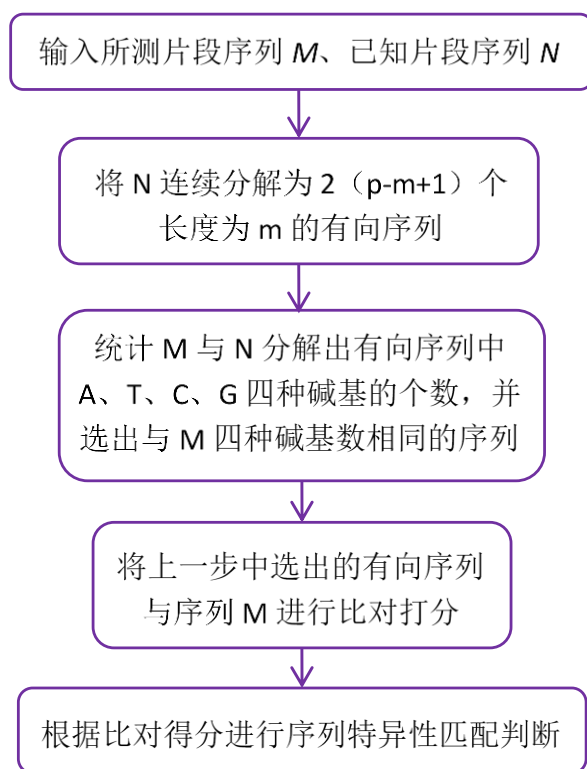 输入所测片段序列 M、已知片段序列 N
将 N 连续分解为 2（p-m+1）个
长度为 m 的有向序列
统计 M 与 N 分解出有向序列中
A、T、C、G 四种碱基的个数，并
选出与 M 四种碱基数相同的序列
将上一步中选出的有向序列
与序列 M 进行比对打分
根据比对得分进行序列特异性匹配判断